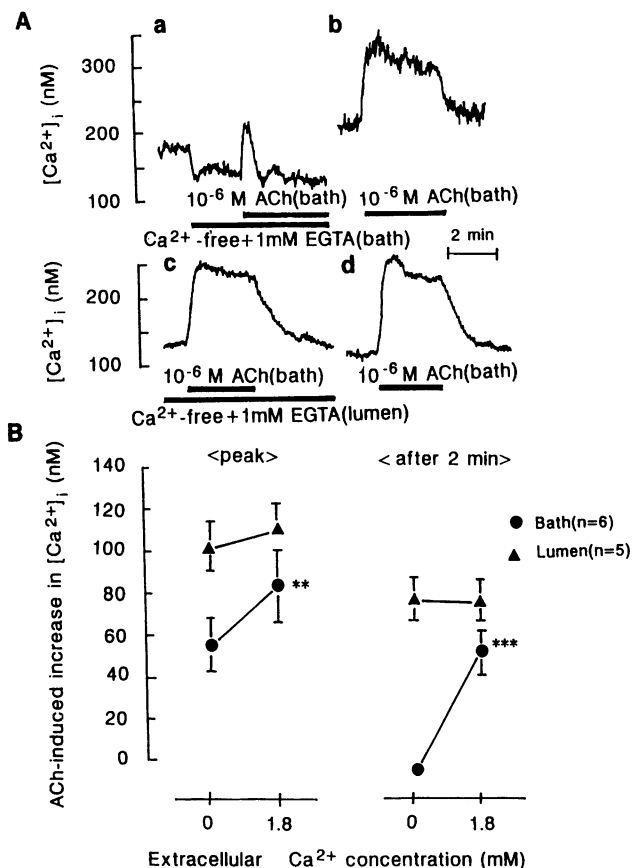 A
a
b
[Ca2+]i (nM)
300
200
100
10-6 M ACh(bath)
10-6 M ACh(bath)
Ca2+ -free+1mM EGTA(bath)
2 min
c
d
[Ca2+]i (nM)
200
100
10-6 M ACh(bath)
10-6 M ACh(bath)
Ca2+-free+1mM EGTA(lumen)
B
<peak>
< after 2 min>
ACh-induced increase in [Ca2+]i (nM)
140
120
100
80
60
40
20
0
**
***
Bath(n=6)
Lumen(n=5)
0
1.8
0
1.8
Extracellular Ca2+ concentration (mM)